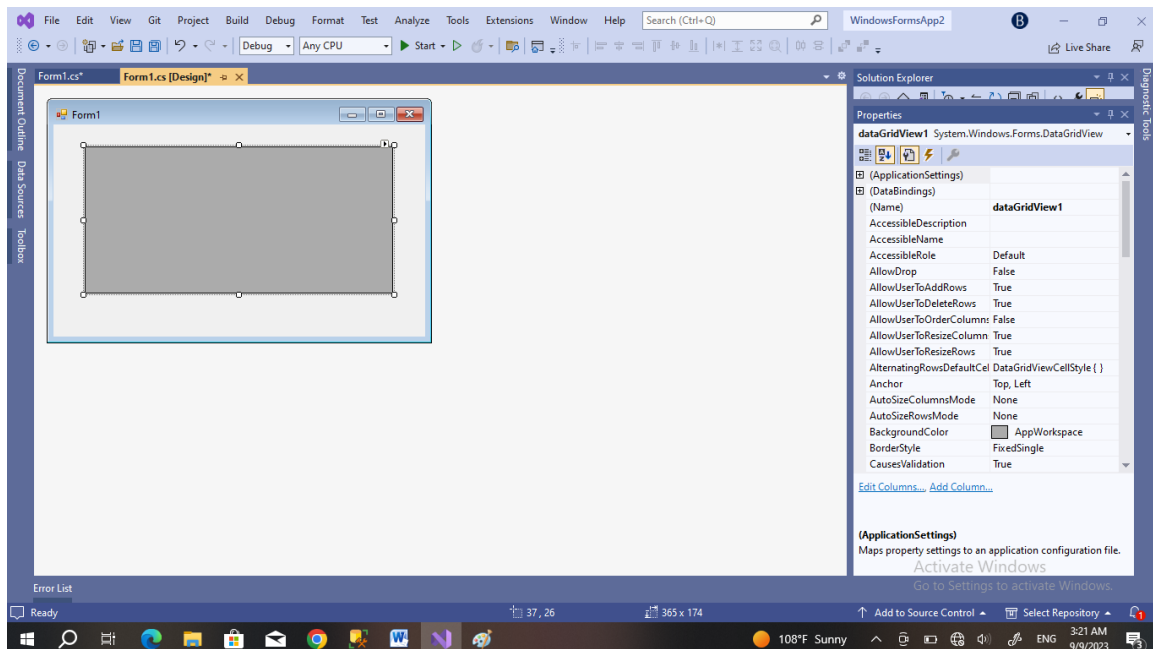 File Edit View Git Project Build Debug Format Test Analyze Tools Extensions Window Help Search (Ctrl+Q) WindowsFormsApp2 B
Debug Any CPU Start Live Share
Document Outline
Data Sources
Toolbox
Form1.cs* Form1.cs [Design]*
Form1
Solution Explorer
Properties
dataGridView1 System.Windows.Forms.DataGridView
(ApplicationSettings)
(DataBindings)
(Name) dataGridView1
AccessibleDescription
AccessibleName
AccessibleRole Default
AllowDrop False
AllowUserToAddRows True
AllowUserToDeleteRows True
AllowUserToOrderColumns False
AllowUserToResizeColumn True
AllowUserToResizeRows True
AlternatingRowsDefaultCel DataGridViewCellStyle { }
Anchor Top, Left
AutoSizeColumnsMode None
AutoSizeRowsMode None
BackgroundColor AppWorkspace
BorderStyle FixedSingle
CausesValidation True
Edit Columns..., Add Column...
(ApplicationSettings)
Maps property settings to an application configuration file.
Activate Windows
Go to Settings to activate Windows.
Diagnostic Tools
Error List
Ready 37 , 26 365 x 174 Add to Source Control Select Repository 1
108°F Sunny ENG 3:21 AM
9/9/2023 3